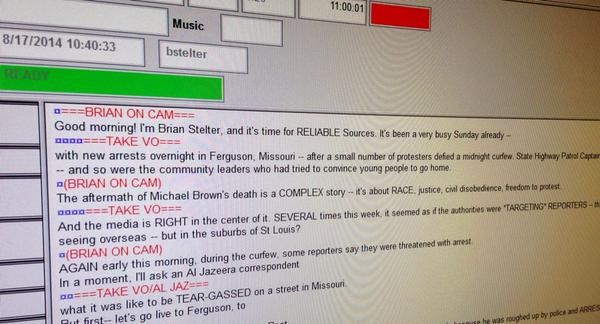 11:00:01
Music
8/17/2014 10:40:33
bstelter
READY
===BRIAN ON CAM===
Good morning! I'm Brian Stelter, and it's time for RELIABLE Sources. It's been a very busy Sunday already --
===TAKE VO===
with new arrests overnight in Ferguson, Missouri -- after a small number of protesters defied a midnight curfew. State Highway Patrol Captain
-- and so were the community leaders who had tried to convince young people to go home.
(BRIAN ON CAM)
The aftermath of Michael Brown's death is a COMPLEX story -- it's about RACE, justice, civil disobedience, freedom to protest.
===TAKE VO===
And the media is RIGHT in the center of it. SEVERAL times this week, it seemed as if the authorities were *TARGETING* REPORTERS --
seeing overseas -- but in the suburbs of St Louis?
(BRIAN ON CAM)
AGAIN early this morning, during the curfew, some reporters say they were threatened with arrest.
In a moment, I'll ask an Al Jazeera correspondent
===TAKE VO/AL JAZ===
what it was like to be TEAR-GASSED on a street in Missouri.
But first-- let's go live to Ferguson, to
he was roughed up by police and